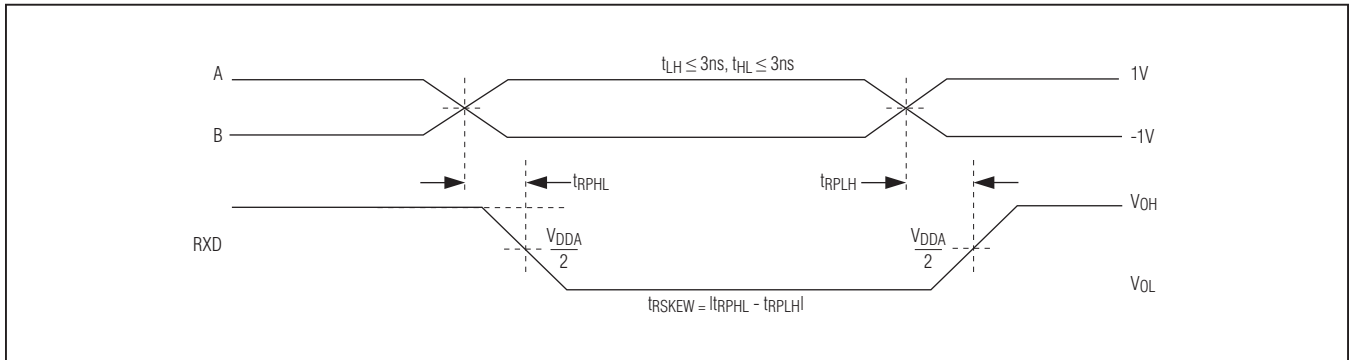 A
tLH ≤ 3ns, tHL ≤ 3ns
1V
B
-1V
tRPHL
tRPLH
RXD
VDDA
2
VDDA
2
VOH
VOL
tRSKEW = |tRPHL - tRPLH|